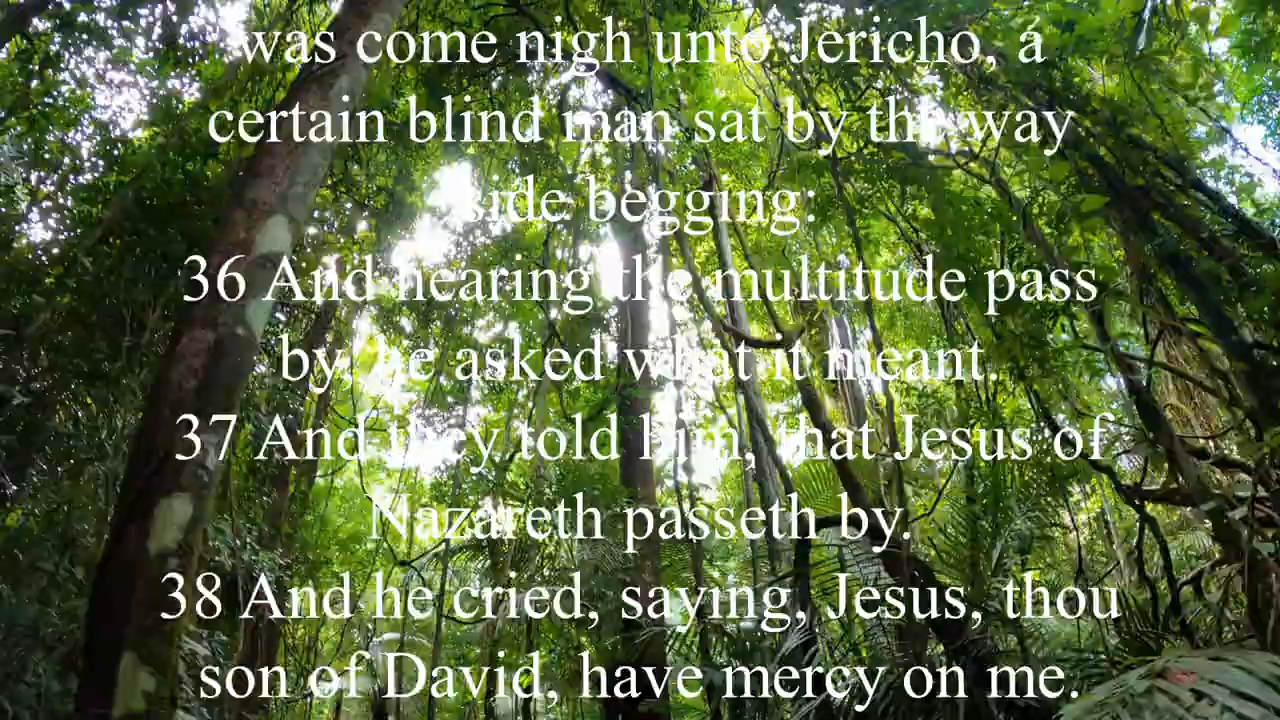 was come nigh unto Jericho, a
certain blind man sat by the way
side begging:
36 And hearing the multitude pass
by, he asked what it meant.
37 And they told him, that Jesus of
Nazareth passeth by.
38 And he cried, saying, Jesus, thou
son of David, have mercy on me.